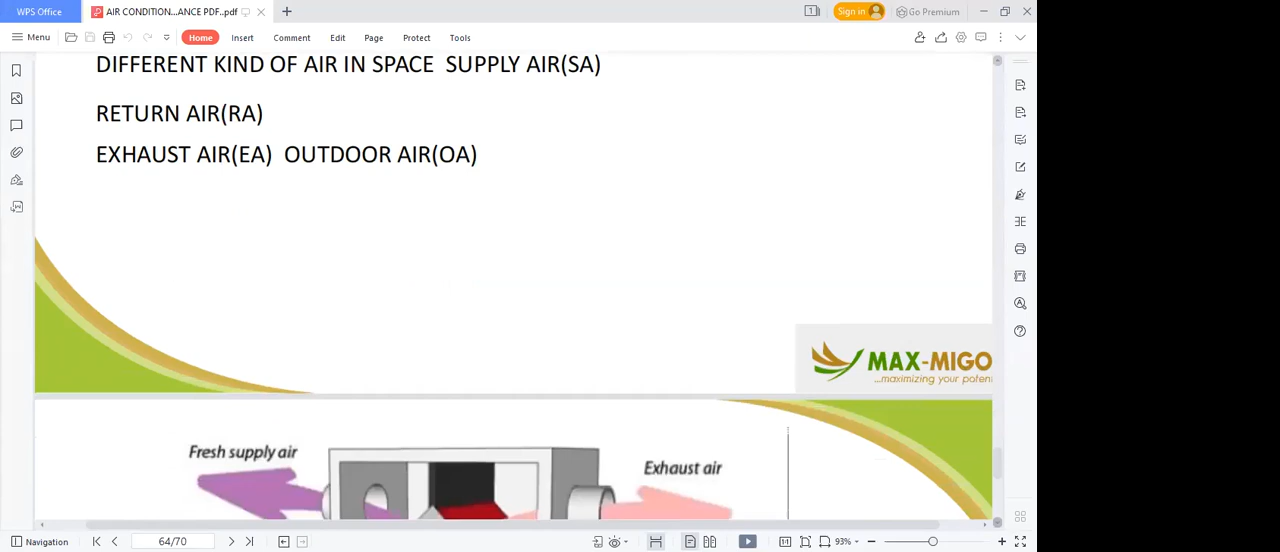 WPS Office
AIR CONDITION...ANCE PDF..pdf
1
Sign in
Go Premium
Menu
Home
Insert
Comment
Edit
Page
Protect
Tools
DIFFERENT KIND OF AIR IN SPACE SUPPLY AIR(SA)
RETURN AIR(RA)
EXHAUST AIR(EA) OUTDOOR AIR(OA)
MAX-MIGO
...maximizing your poten
Fresh supply air
Exhaust air
Navigation
64/70
93%